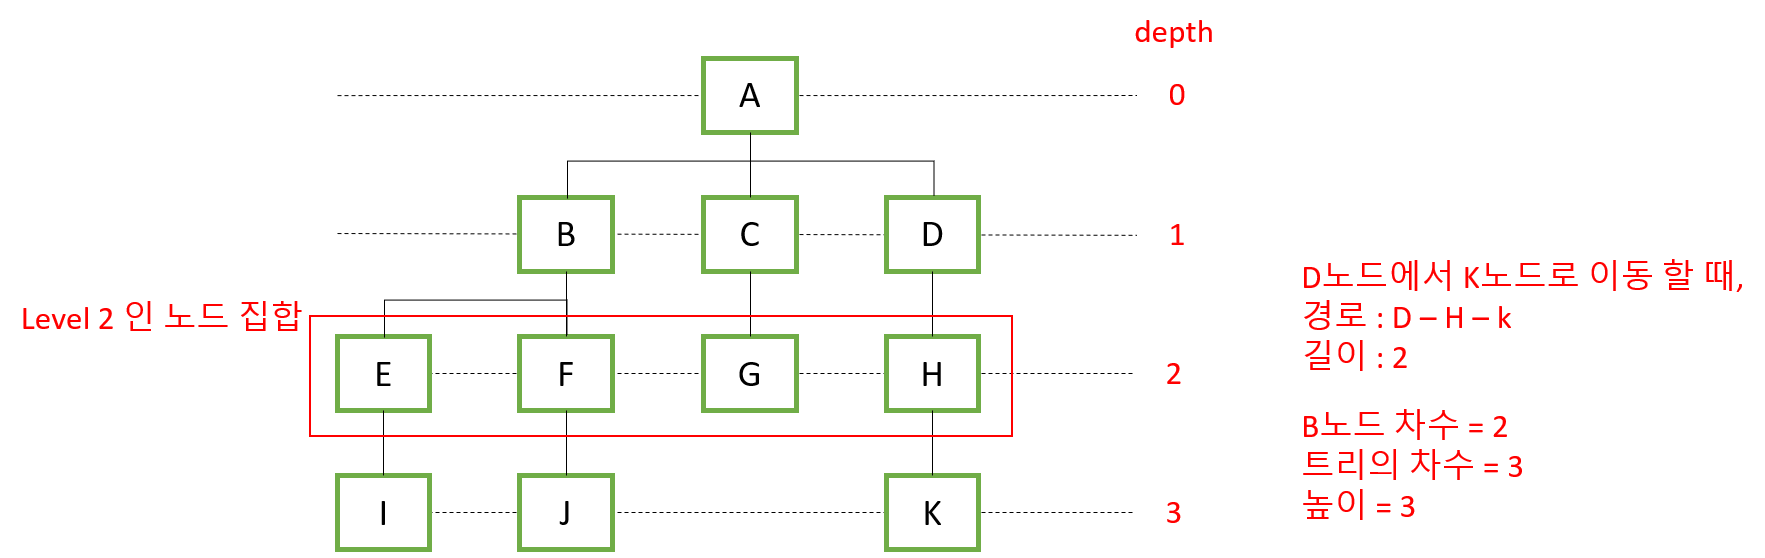 depth
A
0
B
C
D
1
Level 2 인 노드 집합
E
F
G
H
2
I
J
K
3
D노드에서 K노드로 이동 할 때,
경로 : D – H – k
길이 : 2
B노드 차수 = 2
트리의 차수 = 3
높이 = 3